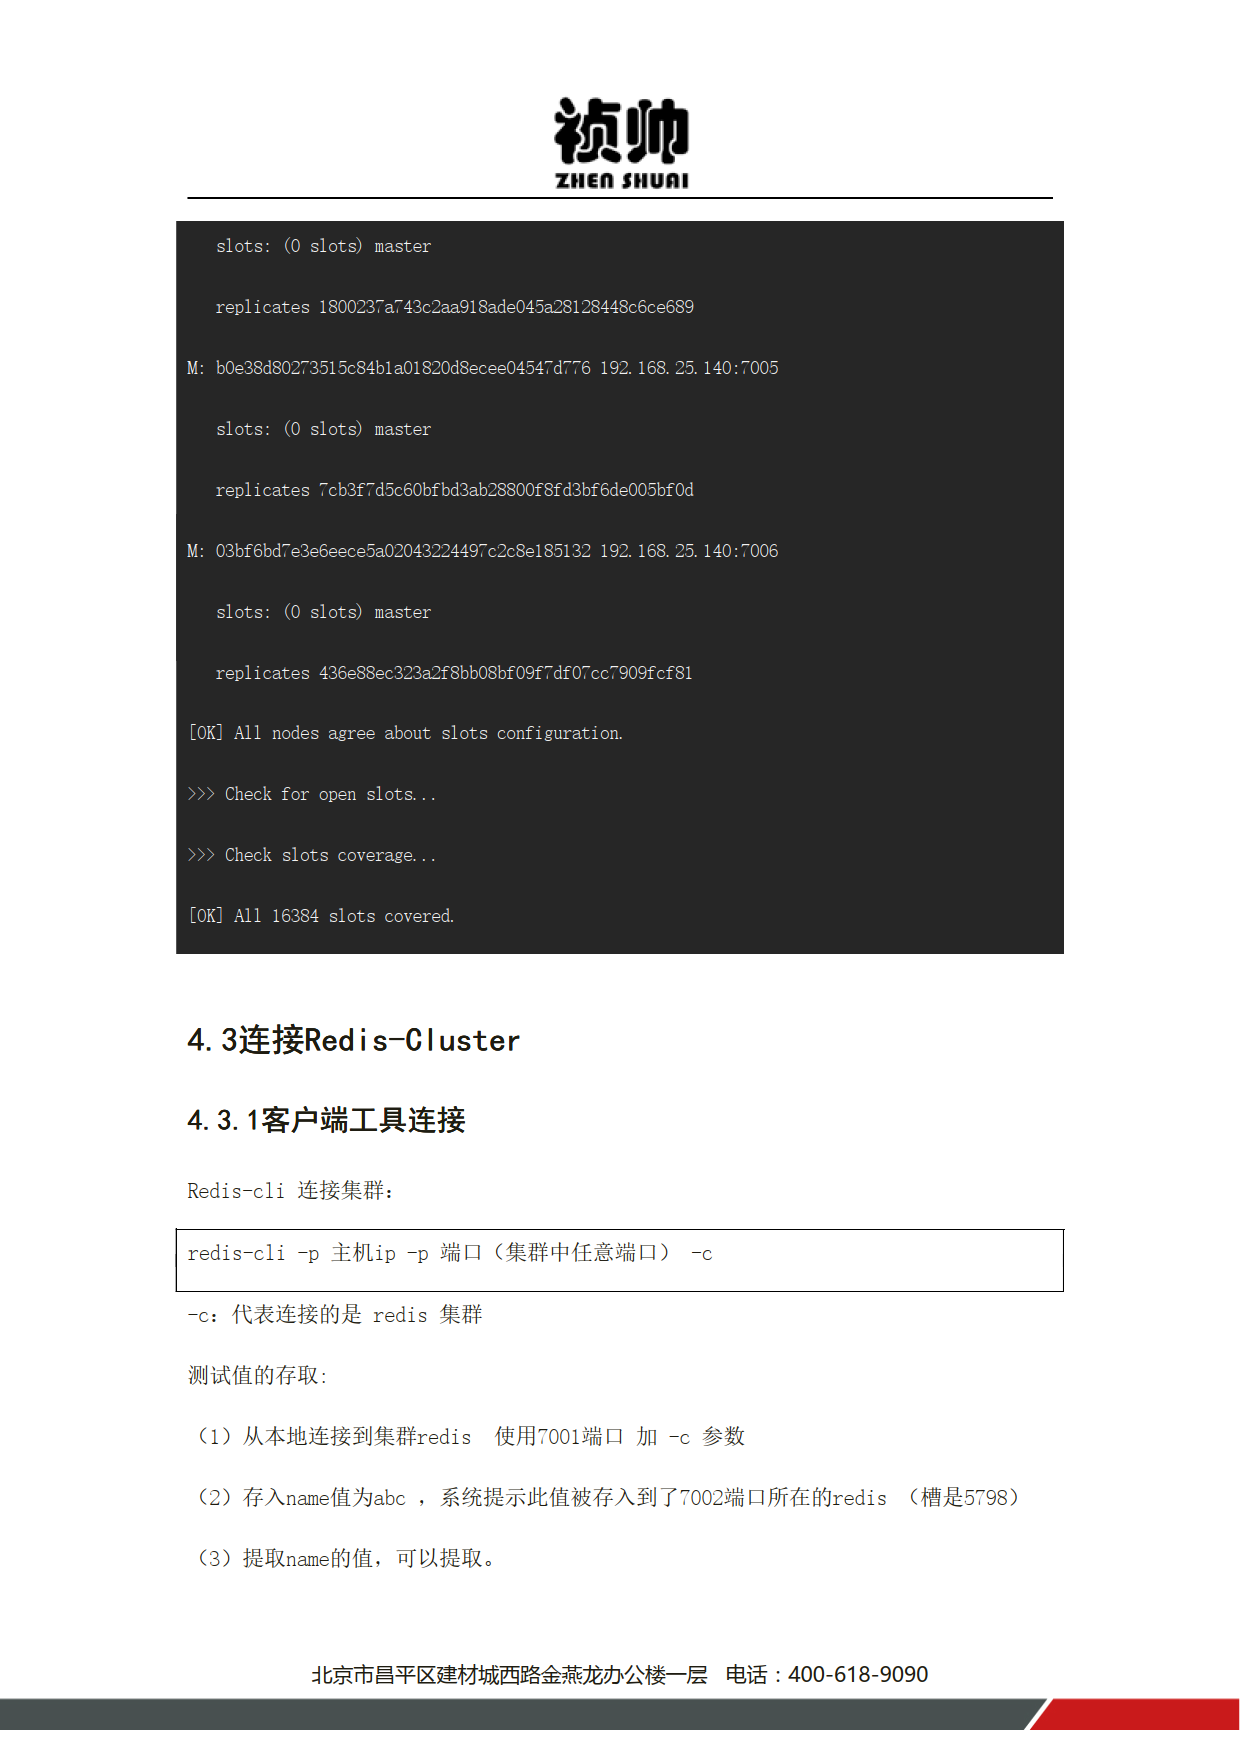 祯帅
ZHEN SHUAI
slots: (0 slots) master
replicates 1800237a743c2aa918ade045a28128448c6ce689
M: b0e38d80273515c84b1a01820d8ecee04547d776 192.168.25.140:7005
slots: (0 slots) master
replicates 7cb3f7d5c60bfbd3ab28800f8fd3bf6de005bf0d
M: 03bf6bd7e3e6eece5a02043224497c2c8e185132 192.168.25.140:7006
slots: (0 slots) master
replicates 436e88ec323a2f8bb08bf09f7df07cc7909fcf81
[OK] All nodes agree about slots configuration.
>>> Check for open slots...
>>> Check slots coverage...
[OK] All 16384 slots covered.
4.3连接Redis-Cluster
4.3.1客户端工具连接
Redis-cli 连接集群：
redis-cli -p 主机ip -p 端口（集群中任意端口） -c
-c：代表连接的是 redis 集群
测试值的存取:
（1）从本地连接到集群redis  使用7001端口 加 -c 参数
（2）存入name值为abc ，系统提示此值被存入到了7002端口所在的redis （槽是5798）
（3）提取name的值，可以提取。
北京市昌平区建材城西路金燕龙办公楼一层 电话：400-618-9090